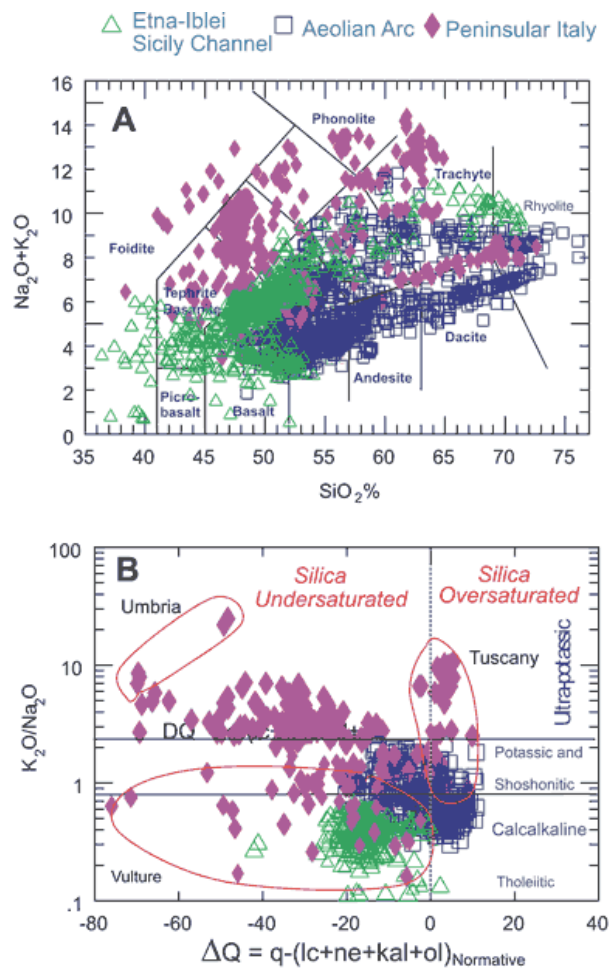 Etna-Iblei
Sicily Channel
Aeolian Arc
Peninsular Italy
A
Phonolite
Trachyte
Rhyolite
Foidite
Tephrite
Basanite
Dacite
Andesite
Picro-
basalt
Basalt
Na2O+K2O
16
14
12
10
8
6
4
2
0
35 40 45 50 55 60 65 70 75
SiO2%
B
Silica
Undersaturated
Silica
Oversaturated
Umbria
Tuscany
Ultra-potassic
DQ
Potassic and
Shoshonitic
Calcalkaline
Vulture
Tholeiitic
K2O/Na2O
100
10
1
.1
-80 -60 -40 -20 0 20 40
ΔQ = q-(lc+ne+kal+ol)Normative